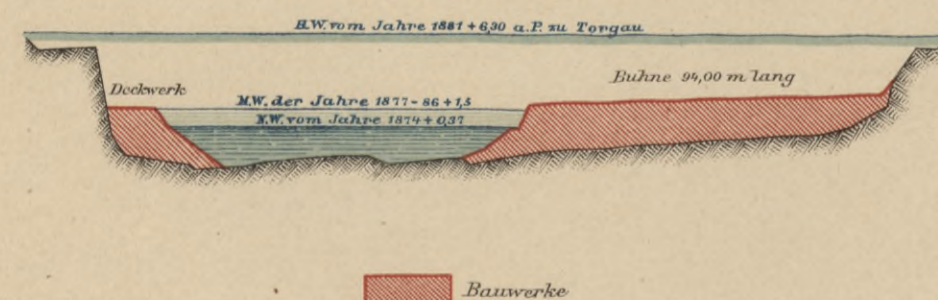 H.W. vom Jahre 1881 + 6,30 a.P. zu Torgau
Buhne 94,00 m lang
Deckwerk
M.W. der Jahre 1877-86 + 1,5
N.W. vom Jahre 1874 + 0,37
Bauwerke